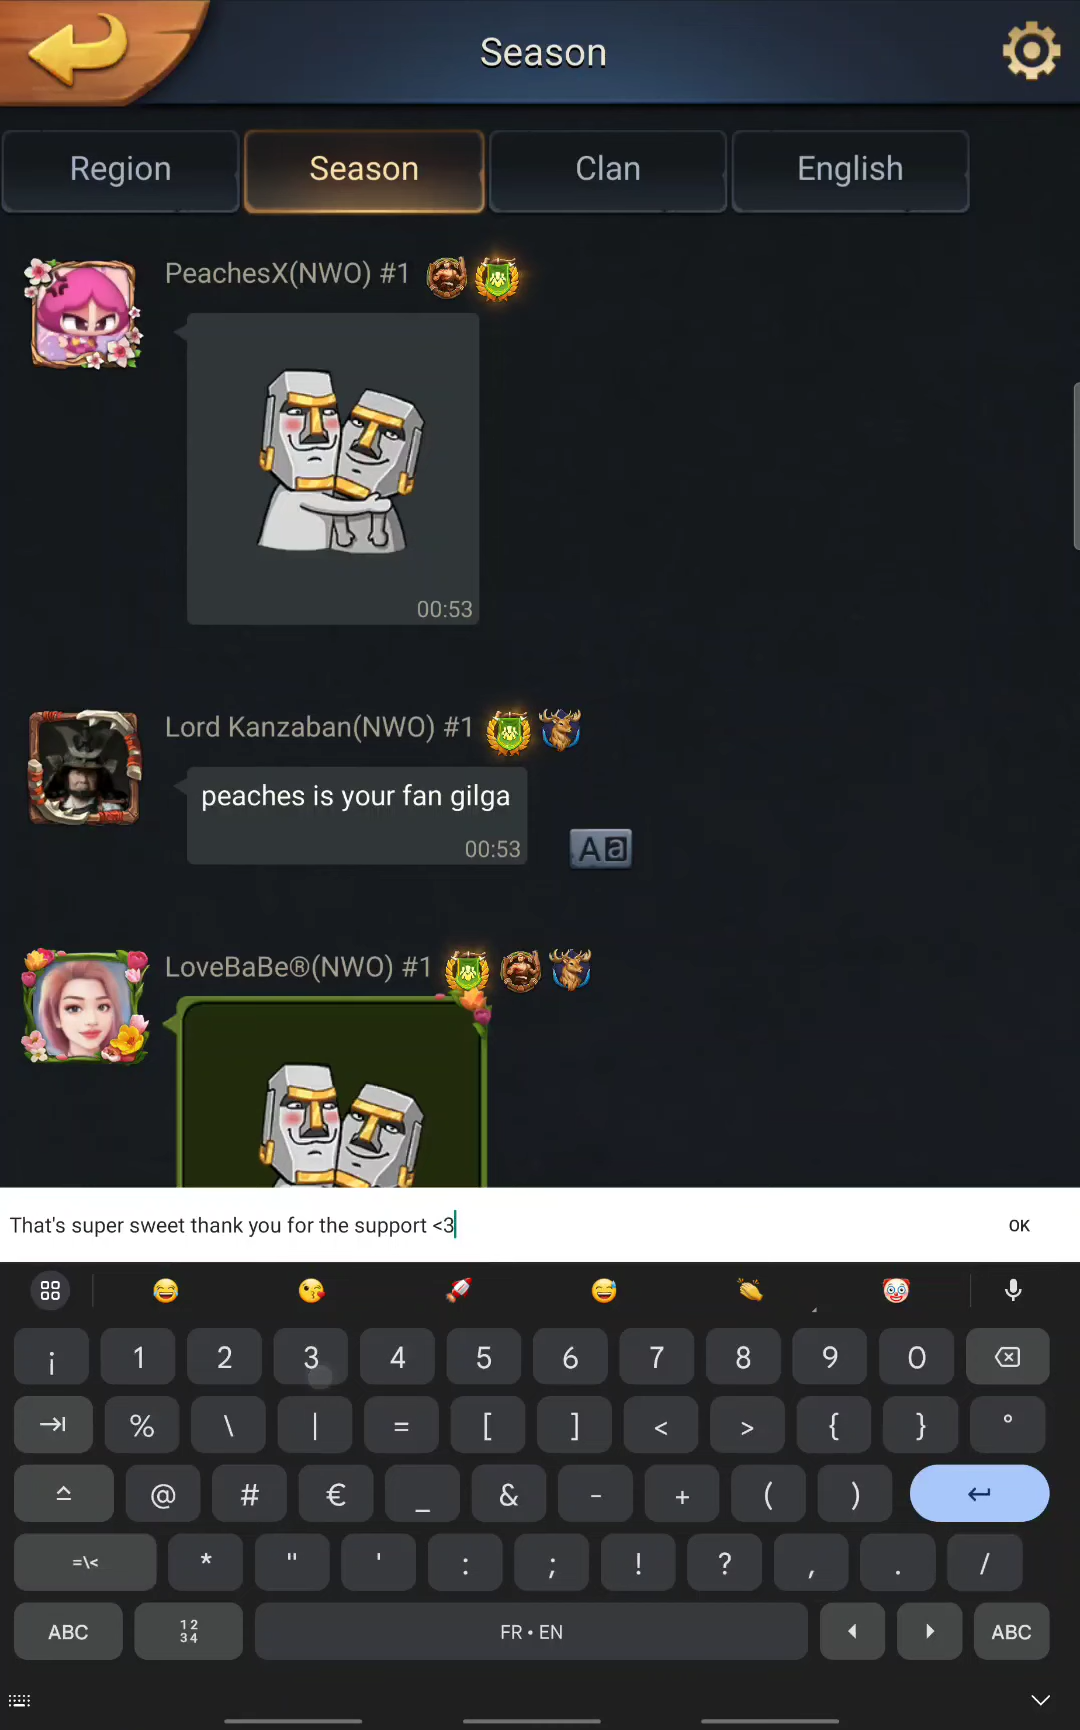 Season
Region
Season
Clan
English
PeachesX(NWO) #1
00:53
Lord Kanzaban(NWO) #1
peaches is your fan gilga
00:53
Aa
LoveBaBe®(NWO) #1
That's super sweet thank you for the support <3
OK
¡ 1 2 3 4 5 6 7 8 9 0
% \ | = [ ] < > { } °
@ # € _ & - + ( )
=\< * " ' : ; ! ? , . /
ABC 12 34 FR • EN ABC